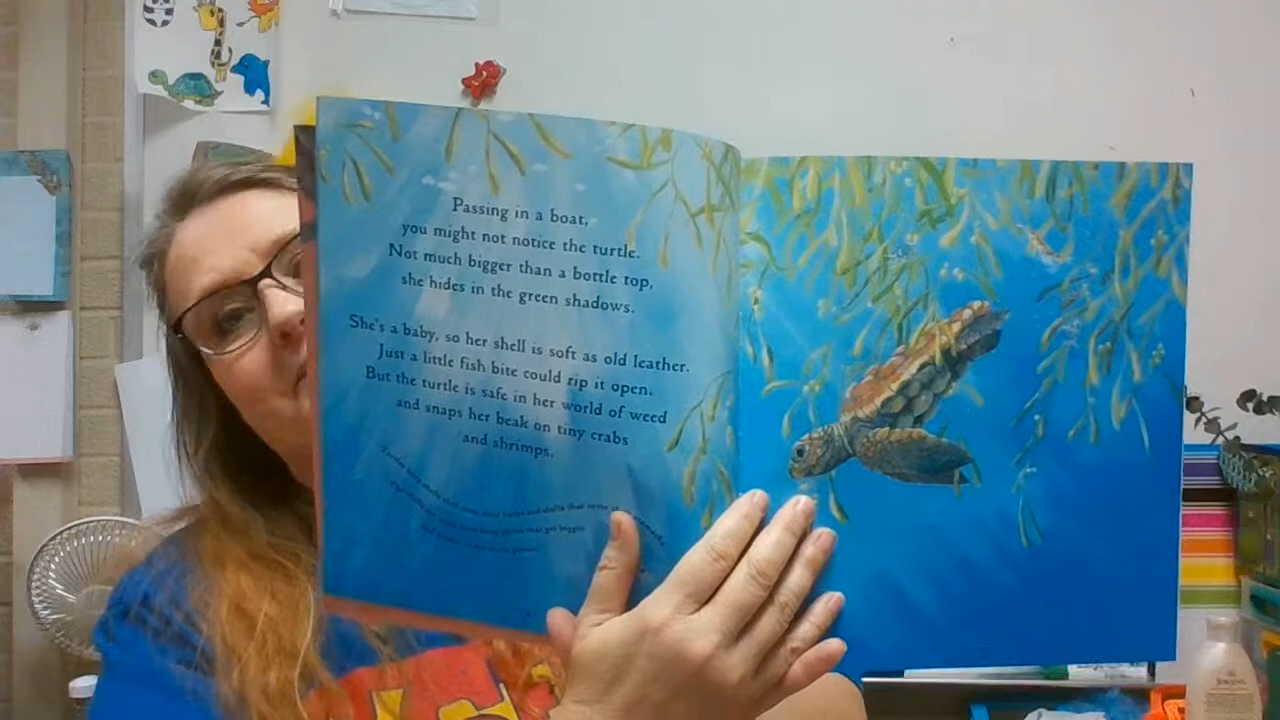 Passing in a boat,
you might not notice the turtle.
Not much bigger than a bottle top,
she hides in the green shadows.
She's a baby, so her shell is soft as old leather.
Just a little fish bite could rip it open.
But the turtle is safe in her world of weed
and snaps her beak on tiny crabs
and shrimps.